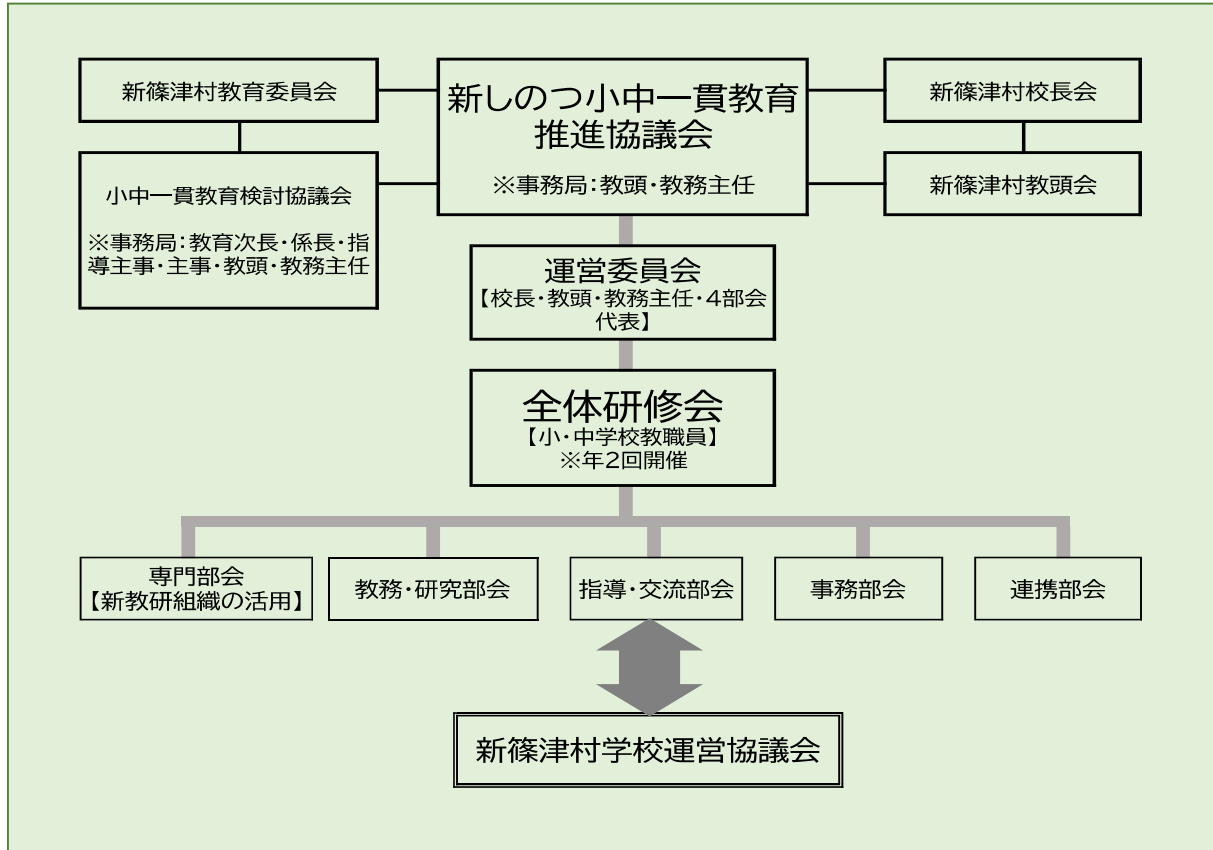 新篠津村教育委員会
新しのつ小中一貫教育
推進協議会
※事務局：教頭・教務主任
新篠津村校長会
小中一貫教育検討協議会
※事務局：教育次長・係長・指
導主事・主事・教頭・教務主任
新篠津村教頭会
運営委員会
【校長・教頭・教務主任・4部会
代表】
全体研修会
【小・中学校教職員】
※年2回開催
専門部会
【新教研組織の活用】
教務・研究部会
指導・交流部会
事務部会
連携部会
新篠津村学校運営協議会